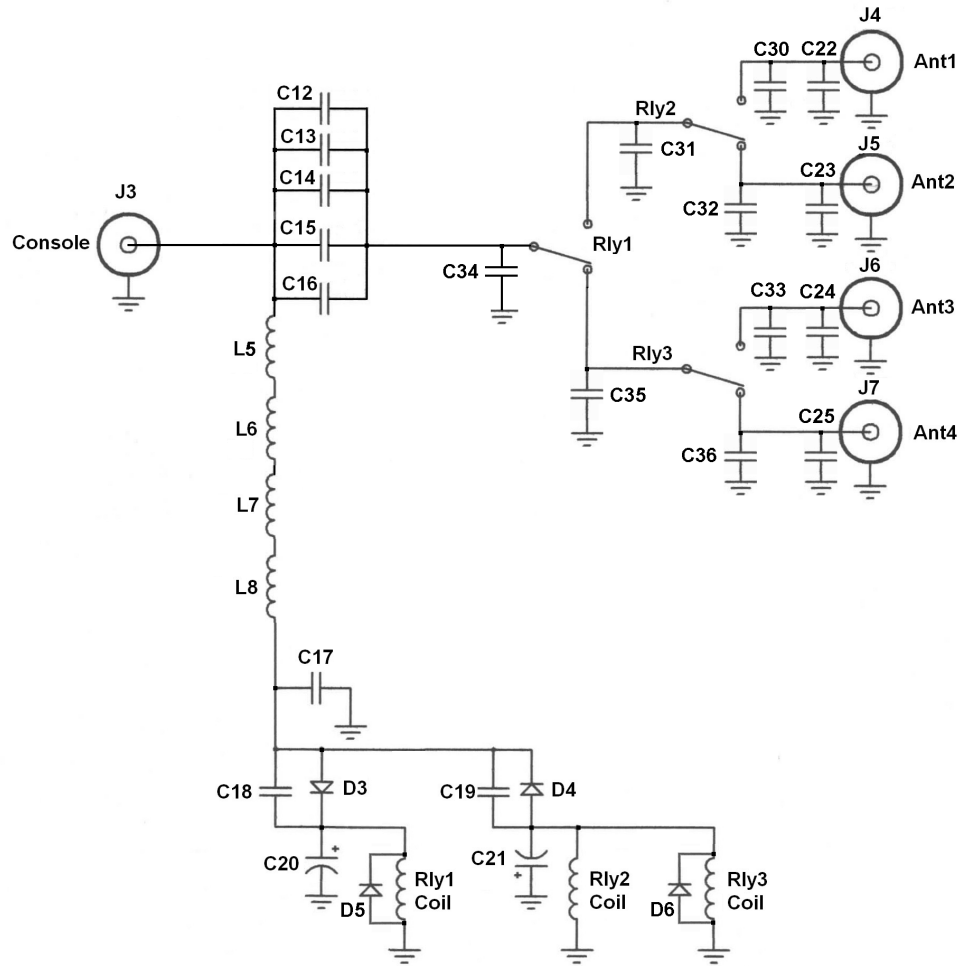 J4
C30 C22
Ant1
C12
Rly2
C13
C31
J5
C14
C23
Ant2
J3
C32
C15
Console
Rly1
J6
C34
C16
C33 C24
Ant3
L5
Rly3
J7
C35
C25
L6
Ant4
C36
L7
L8
C17
C18
D3
C19
D4
+
C20
C21
+
Rly1
Coil
D5
Rly2
Coil
D6
Rly3
Coil